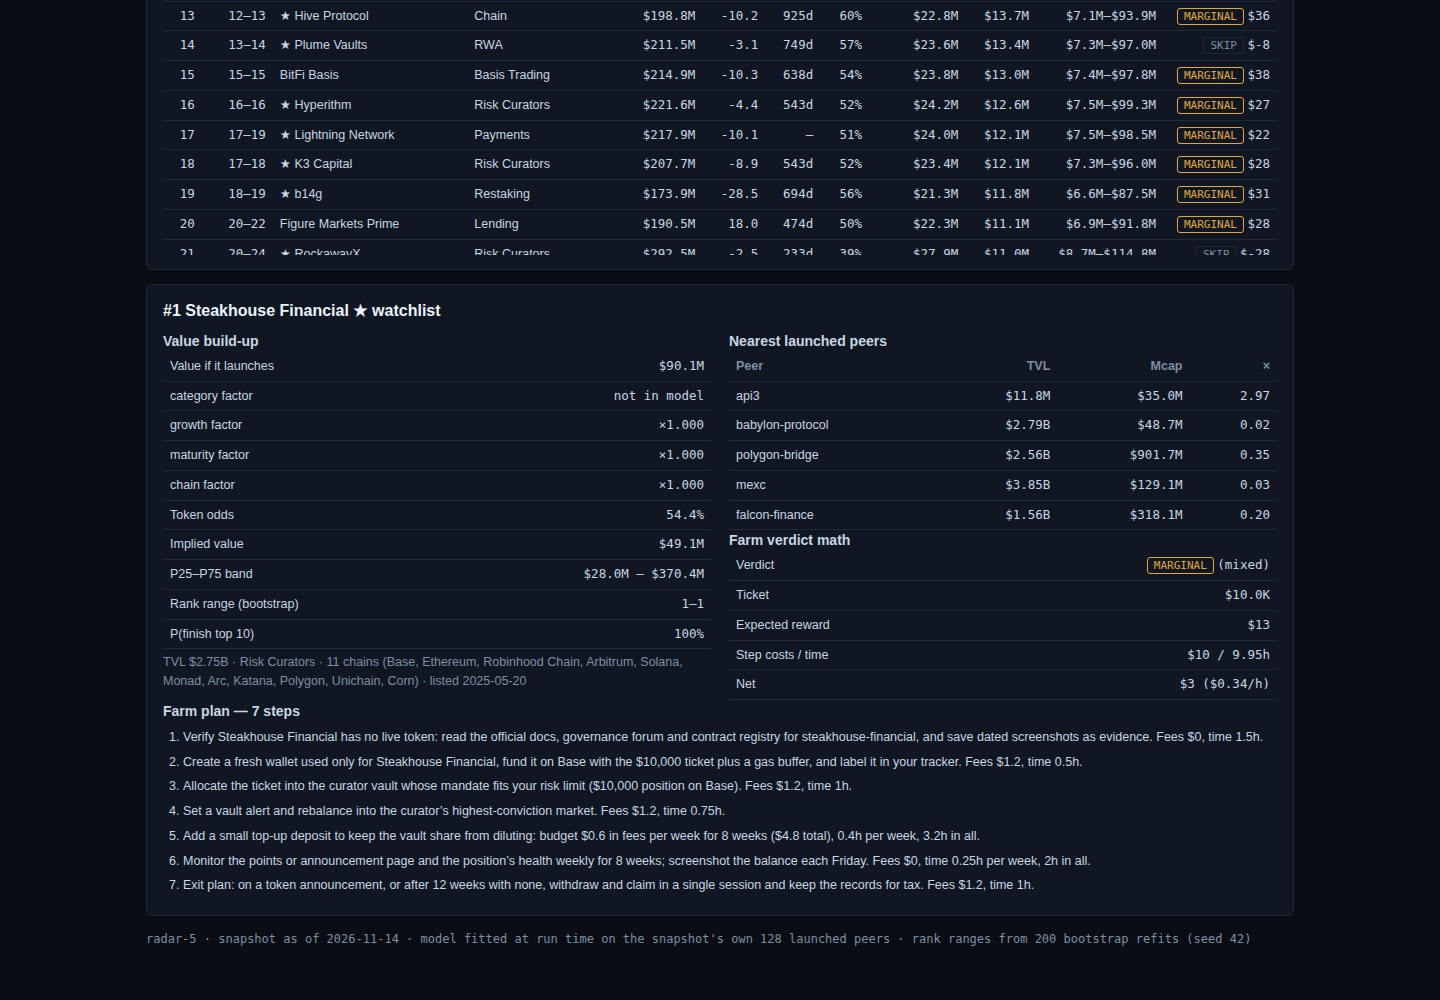 13 12–13 ★ Hive Protocol Chain $198.8M -10.2 925d 60% $22.8M $13.7M $7.1M–$93.9M MARGINAL $36
14 13–14 ★ Plume Vaults RWA $211.5M -3.1 749d 57% $23.6M $13.4M $7.3M–$97.0M SKIP $-8
15 15–15 BitFi Basis Basis Trading $214.9M -10.3 638d 54% $23.8M $13.0M $7.4M–$97.8M MARGINAL $38
16 16–16 ★ Hyperithm Risk Curators $221.6M -4.4 543d 52% $24.2M $12.6M $7.5M–$99.3M MARGINAL $27
17 17–19 ★ Lightning Network Payments $217.9M -10.1 — 51% $24.0M $12.1M $7.5M–$98.5M MARGINAL $22
18 17–18 ★ K3 Capital Risk Curators $207.7M -8.9 543d 52% $23.4M $12.1M $7.3M–$96.0M MARGINAL $28
19 18–19 ★ b14g Restaking $173.9M -28.5 694d 56% $21.3M $11.8M $6.6M–$87.5M MARGINAL $31
20 20–22 Figure Markets Prime Lending $190.5M 18.0 474d 50% $22.3M $11.1M $6.9M–$91.8M MARGINAL $28
21 20–24 ★ RockawayX Risk Curators $292.5M -2.5 233d 39% $27.9M $11.0M $8.7M–$114.8M SKIP $-28
#1 Steakhouse Financial ★ watchlist
Value build-up
Value if it launches $90.1M
category factor not in model
growth factor ×1.000
maturity factor ×1.000
chain factor ×1.000
Token odds 54.4%
Implied value $49.1M
P25–P75 band $28.0M — $370.4M
Rank range (bootstrap) 1–1
P(finish top 10) 100%
TVL $2.75B · Risk Curators · 11 chains (Base, Ethereum, Robinhood Chain, Arbitrum, Solana,
Monad, Arc, Katana, Polygon, Unichain, Corn) · listed 2025-05-20
Nearest launched peers
Peer TVL Mcap ×
api3 $11.8M $35.0M 2.97
babylon-protocol $2.79B $48.7M 0.02
polygon-bridge $2.56B $901.7M 0.35
mexc $3.85B $129.1M 0.03
falcon-finance $1.56B $318.1M 0.20
Farm verdict math
Verdict MARGINAL (mixed)
Ticket $10.0K
Expected reward $13
Step costs / time $10 / 9.95h
Net $3 ($0.34/h)
Farm plan — 7 steps
1. Verify Steakhouse Financial has no live token: read the official docs, governance forum and contract registry for steakhouse-financial, and save dated screenshots as evidence. Fees $0, time 1.5h.
2. Create a fresh wallet used only for Steakhouse Financial, fund it on Base with the $10,000 ticket plus a gas buffer, and label it in your tracker. Fees $1.2, time 0.5h.
3. Allocate the ticket into the curator vault whose mandate fits your risk limit ($10,000 position on Base). Fees $1.2, time 1h.
4. Set a vault alert and rebalance into the curator's highest-conviction market. Fees $1.2, time 0.75h.
5. Add a small top-up deposit to keep the vault share from diluting: budget $0.6 in fees per week for 8 weeks ($4.8 total), 0.4h per week, 3.2h in all.
6. Monitor the points or announcement page and the position's health weekly for 8 weeks; screenshot the balance each Friday. Fees $0, time 0.25h per week, 2h in all.
7. Exit plan: on a token announcement, or after 12 weeks with none, withdraw and claim in a single session and keep the records for tax. Fees $1.2, time 1h.
radar-5 · snapshot as of 2026-11-14 · model fitted at run time on the snapshot's own 128 launched peers · rank ranges from 200 bootstrap refits (seed 42)